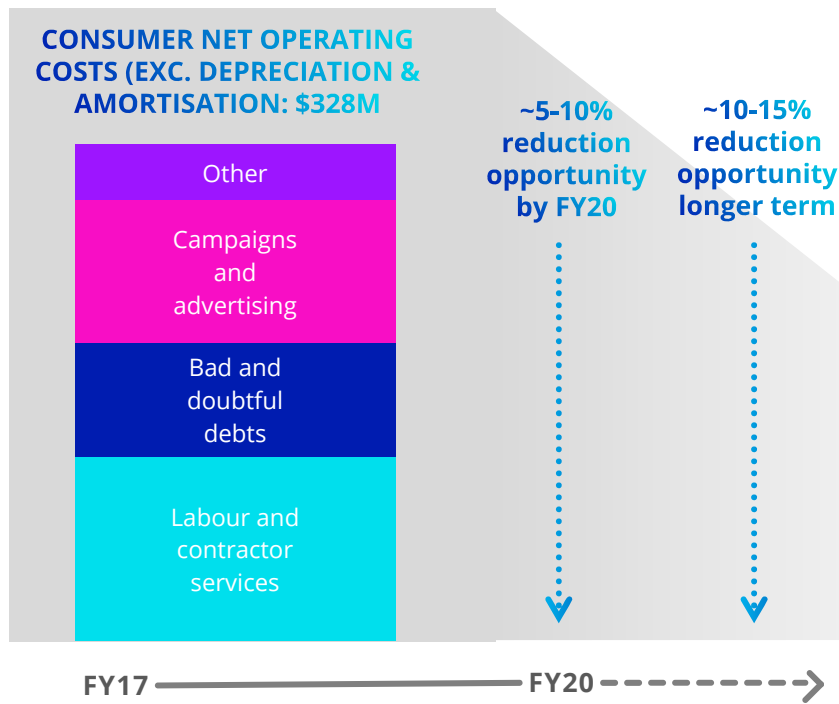 CONSUMER NET OPERATING
COSTS (EXC. DEPRECIATION &
AMORTISATION: $328M
~5-10%
reduction
opportunity
by FY20
~10-15%
reduction
opportunity
longer term
Other
Campaigns
and
advertising
Bad and
doubtful
debts
Labour and
contractor
services
FY17
FY20